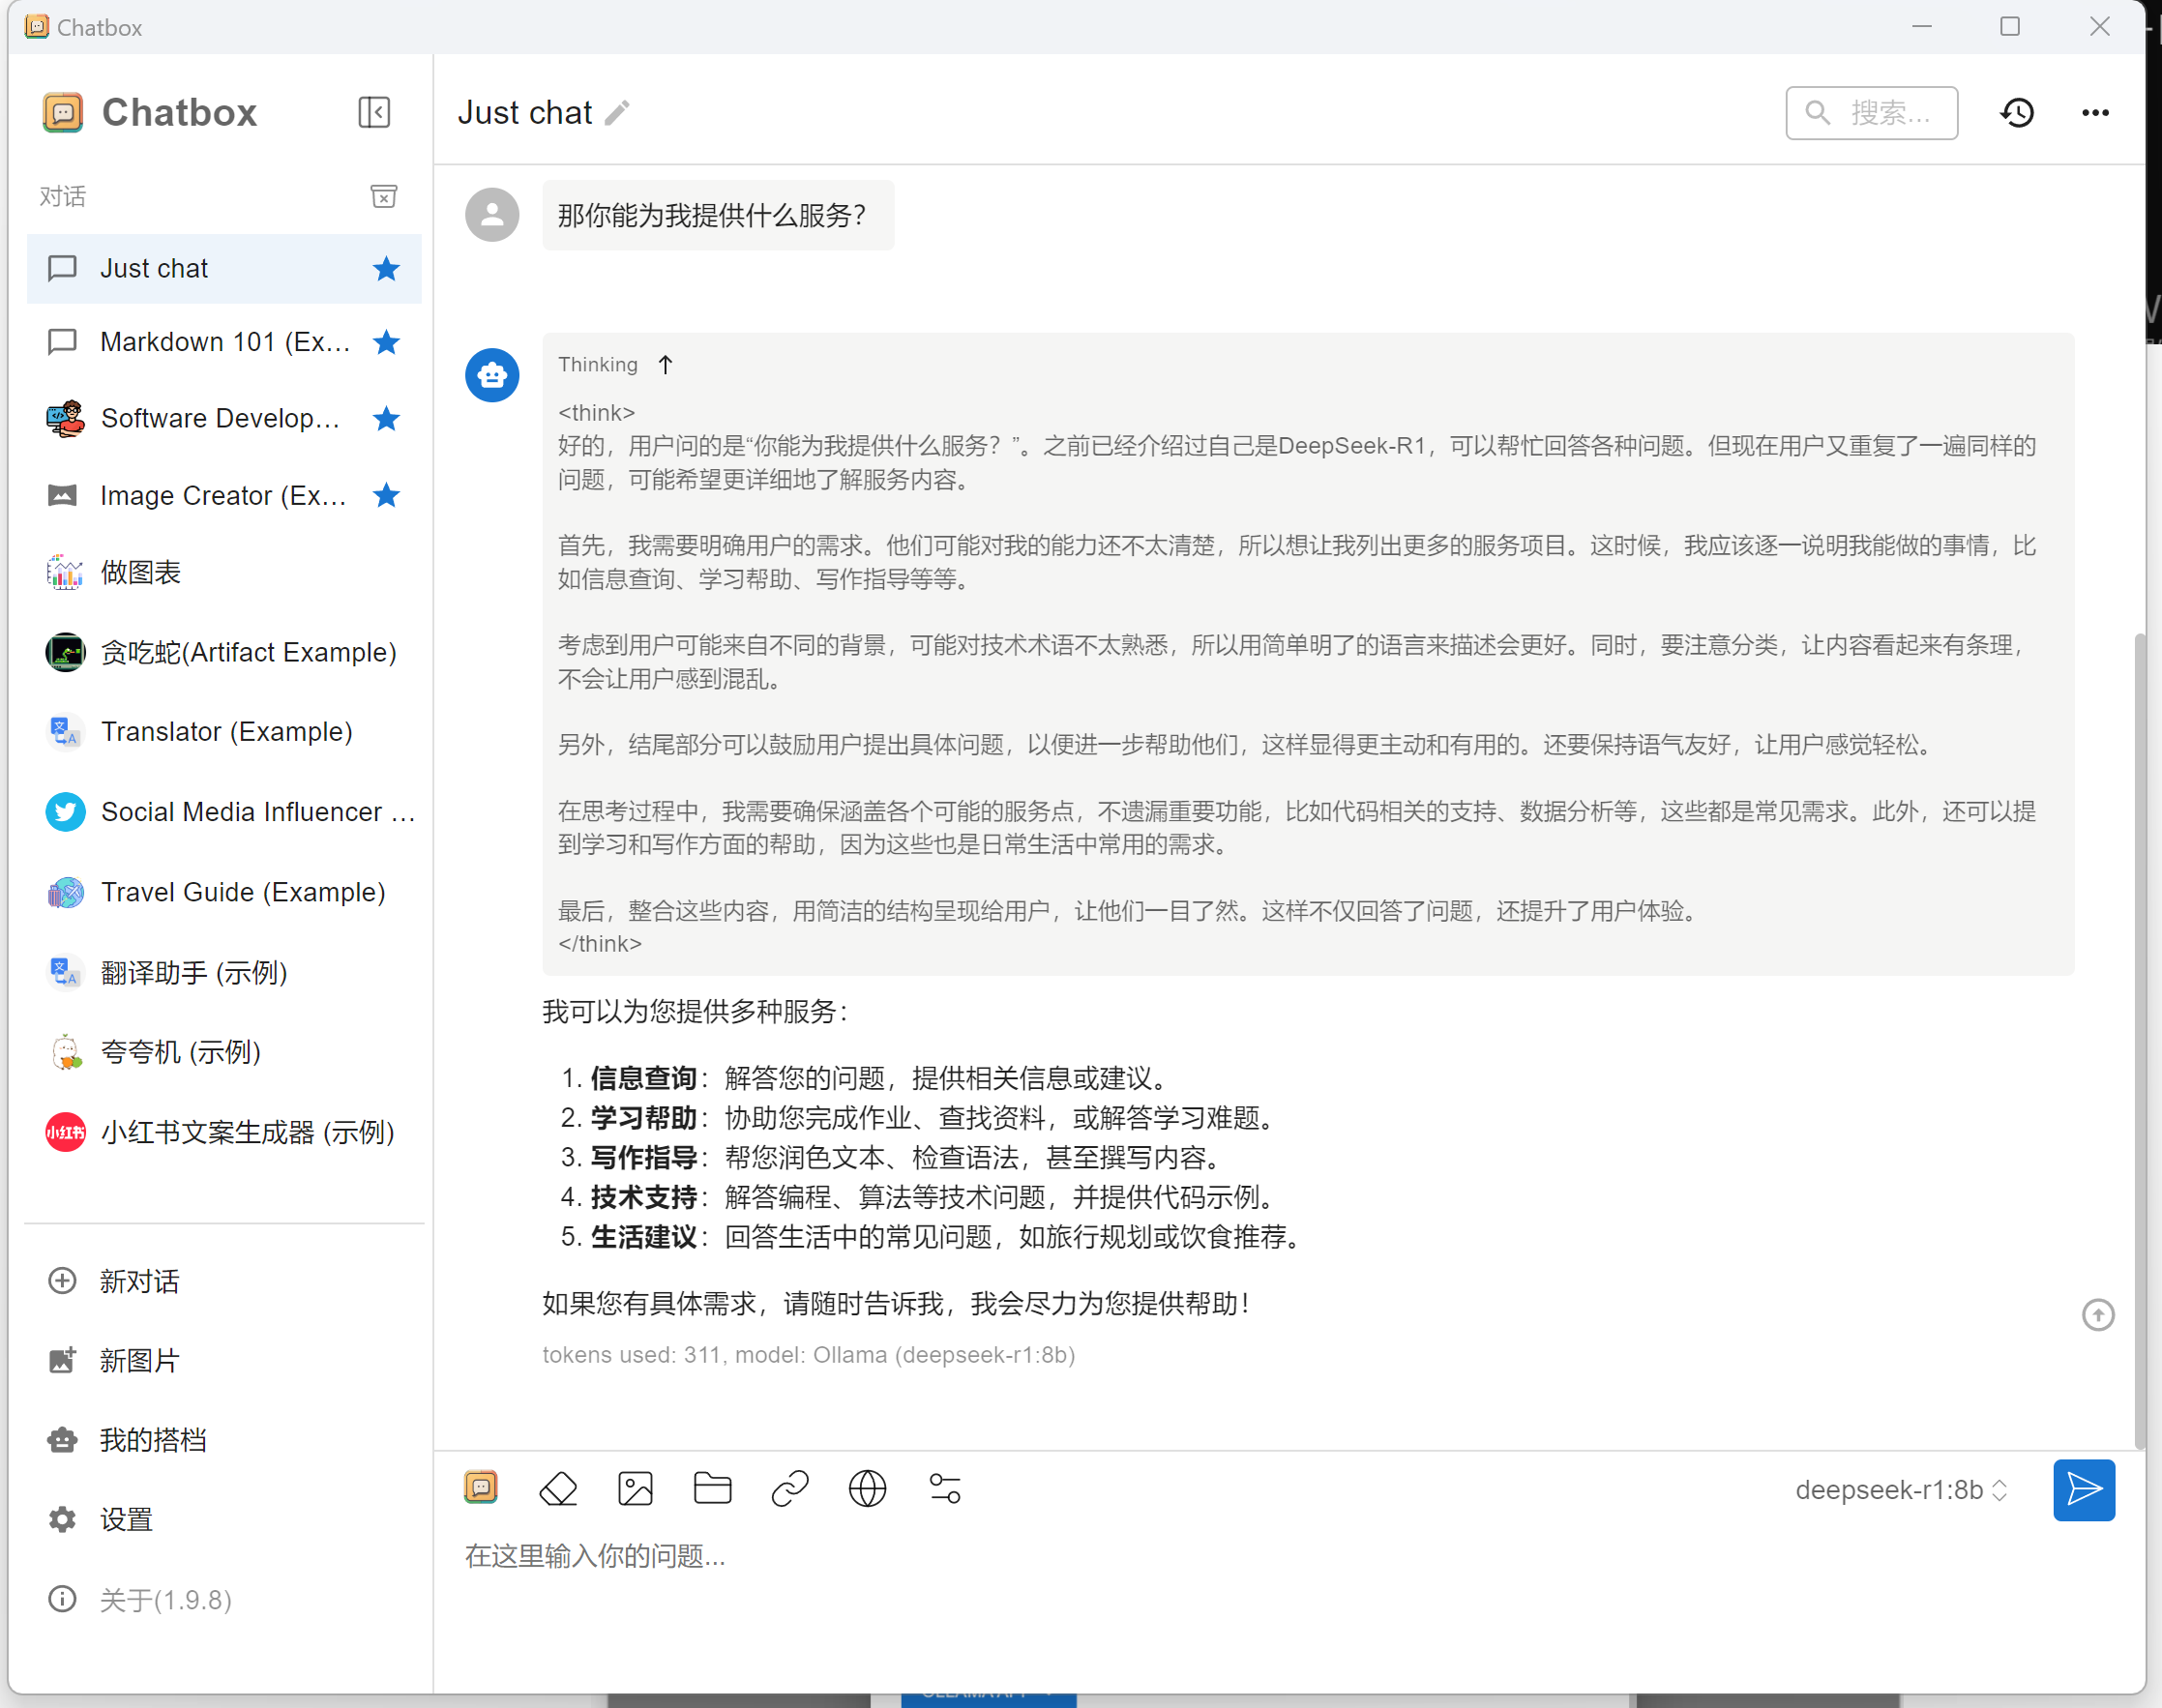 Chatbox
Chatbox
对话
Just chat
Markdown 101 (Ex...
Software Develop...
Image Creator (Ex...
做图表
贪吃蛇(Artifact Example)
Translator (Example)
Social Media Influencer ...
Travel Guide (Example)
翻译助手 (示例)
夸夸机 (示例)
小红书
小红书文案生成器 (示例)
新对话
新图片
我的搭档
设置
关于(1.9.8)
Just chat
搜索...
那你能为我提供什么服务？
Thinking
<think>
好的，用户问的是“你能为我提供什么服务？”。之前已经介绍过自己是DeepSeek-R1，可以帮忙回答各种问题。但现在用户又重复了一遍同样的
问题，可能希望更详细地了解服务内容。
首先，我需要明确用户的需求。他们可能对我的能力还不太清楚，所以想让我列出更多的服务项目。这时候，我应该逐一说明我能做的事情，比
如信息查询、学习帮助、写作指导等等。
考虑到用户可能来自不同的背景，可能对技术术语不太熟悉，所以用简单明了的语言来描述会更好。同时，要注意分类，让内容看起来有条理，
不会让用户感到混乱。
另外，结尾部分可以鼓励用户提出具体问题，以便进一步帮助他们，这样显得更主动和有用的。还要保持语气友好，让用户感觉轻松。
在思考过程中，我需要确保涵盖各个可能的服务点，不遗漏重要功能，比如代码相关的支持、数据分析等，这些都是常见需求。此外，还可以提
到学习和写作方面的帮助，因为这些也是日常生活中常用的需求。
最后，整合这些内容，用简洁的结构呈现给用户，让他们一目了然。这样不仅回答了问题，还提升了用户体验。
</think>
我可以为您提供多种服务：
1. 信息查询：解答您的问题，提供相关信息或建议。
2. 学习帮助：协助您完成作业、查找资料，或解答学习难题。
3. 写作指导：帮您润色文本、检查语法，甚至撰写内容。
4. 技术支持：解答编程、算法等技术问题，并提供代码示例。
5. 生活建议：回答生活中的常见问题，如旅行规划或饮食推荐。
如果您有具体需求，请随时告诉我，我会尽力为您提供帮助！
tokens used: 311, model: Ollama (deepseek-r1:8b)
deepseek-r1:8b
在这里输入你的问题...